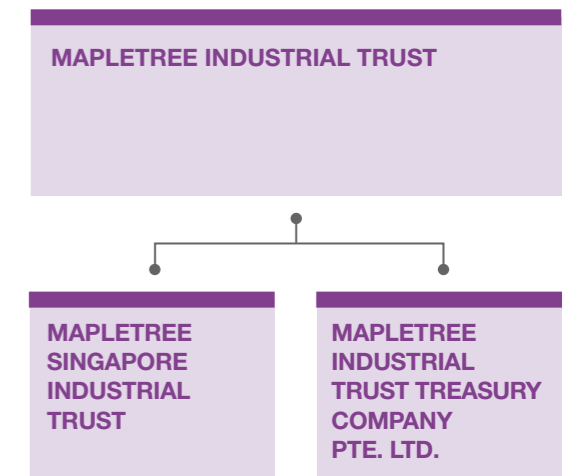 MAPLETREE INDUSTRIAL TRUST
MAPLETREE
SINGAPORE
INDUSTRIAL
TRUST
MAPLETREE
INDUSTRIAL
TRUST TREASURY
COMPANY
PTE. LTD.